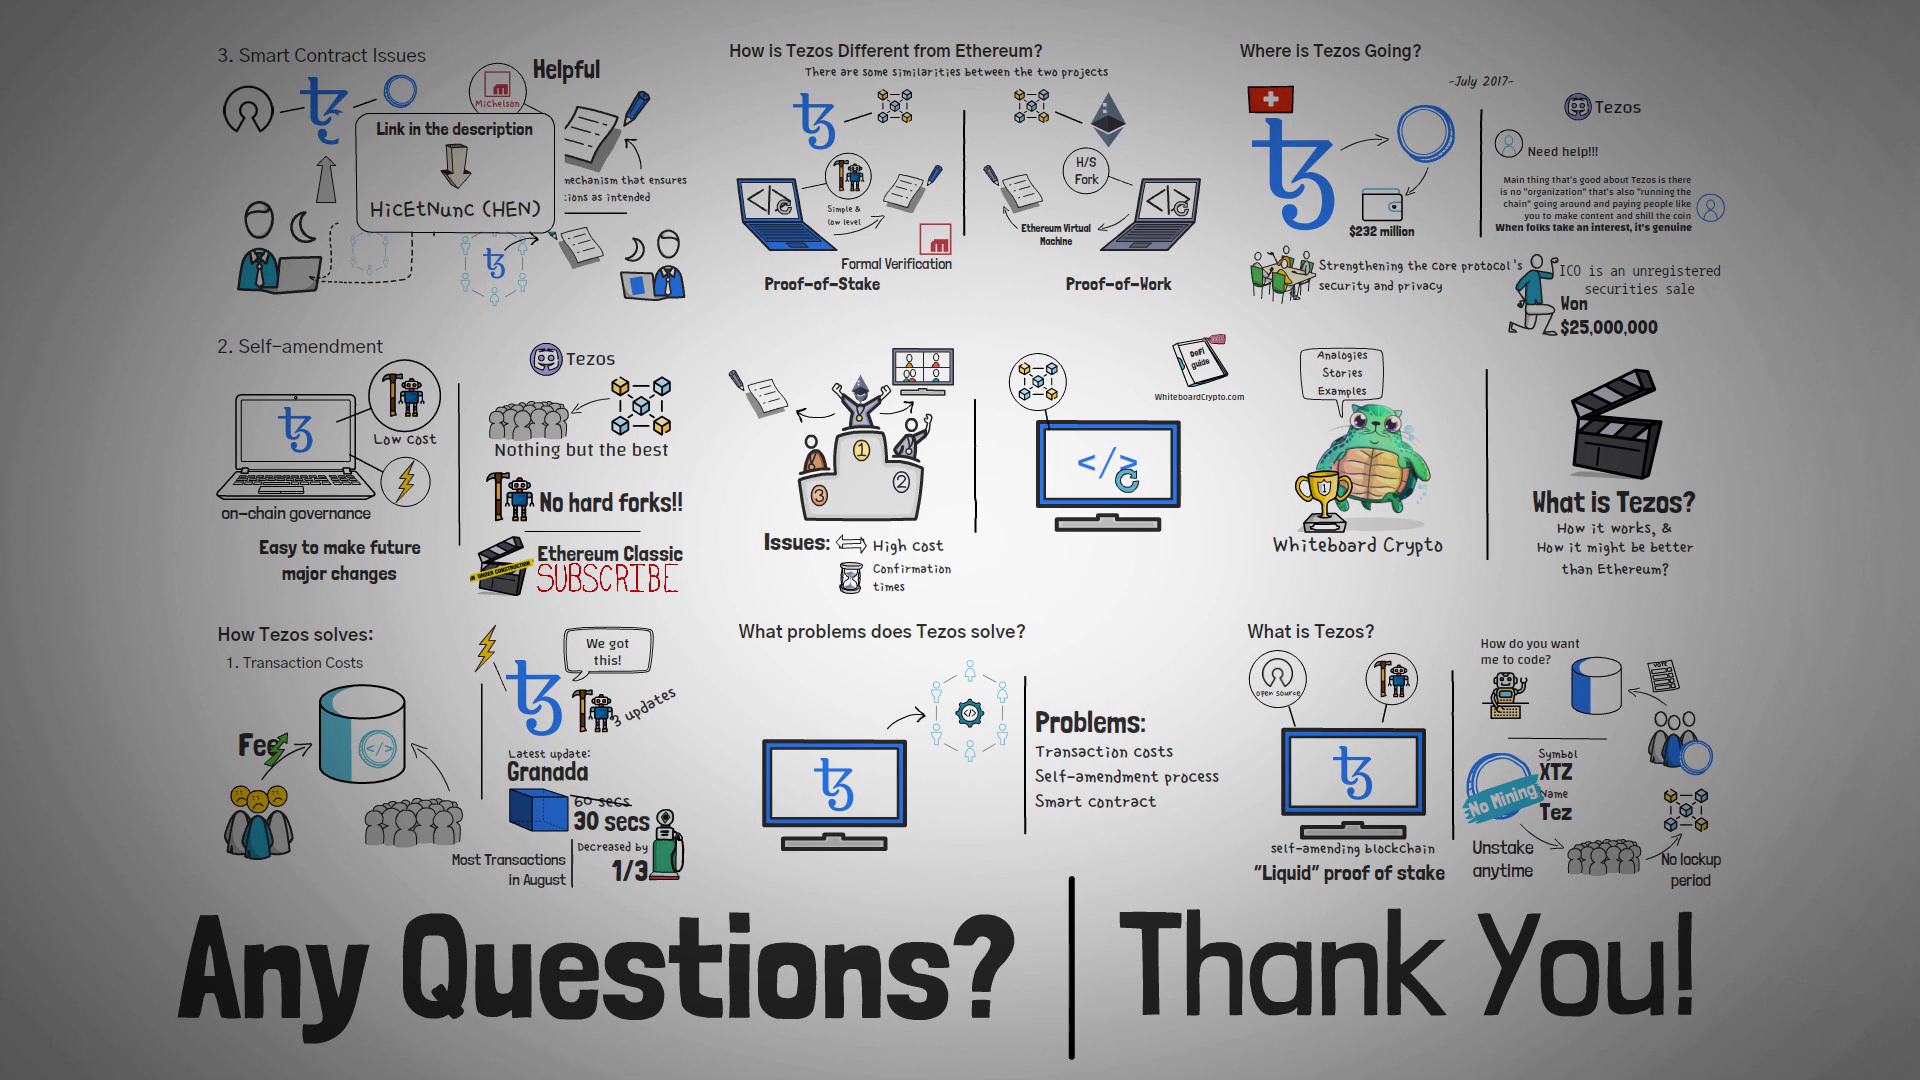 3. Smart Contract Issues
Helpful
Michelson
Link in the description
HicEtNunc (HEN)
mechanism that ensures
ions as intended
How is Tezos Different from Ethereum?
There are some similarities between the two projects
Simple &
low level
Formal Verification
Proof-of-Stake
H/S
Fork
Ethereum Virtual
Machine
Proof-of-Work
Where is Tezos Going?
-July 2017-
$232 million
Strengthening the core protocol's
security and privacy
Tezos
Need help!!!
Main thing that's good about Tezos is there
is no "organization" that's also "running the
chain" going around and paying people like
you to make content and shill the coin
When folks take an interest, it's genuine
ICO is an unregistered
securities sale
Won
$25,000,000
2. Self-amendment
Low cost
on-chain governance
Easy to make future
major changes
Tezos
Nothing but the best
No hard forks!!
UNDER CONSTRUCTION
Ethereum Classic
SUBSCRIBE
1
2
3
Issues:
High cost
Confirmation
times
</>
DeFi
guide
WhiteboardCrypto.com
Analogies
Stories
Examples
1
Whiteboard Crypto
What is Tezos?
How it works, &
How it might be better
than Ethereum?
How Tezos solves:
1. Transaction Costs
Fee
</>
We got
this!
3 updates
Latest update:
Granada
60 secs
30 secs
Most Transactions
in August
Decreased by
1/3
What problems does Tezos solve?
</>
Problems:
Transaction costs
Self-amendment process
Smart contract
What is Tezos?
open source
self-amending blockchain
"Liquid" proof of stake
How do you want
me to code?
VOTE
Symbol
XTZ
Name
Tez
No Mining
Unstake
anytime
No lockup
period
Any Questions?
Thank You!